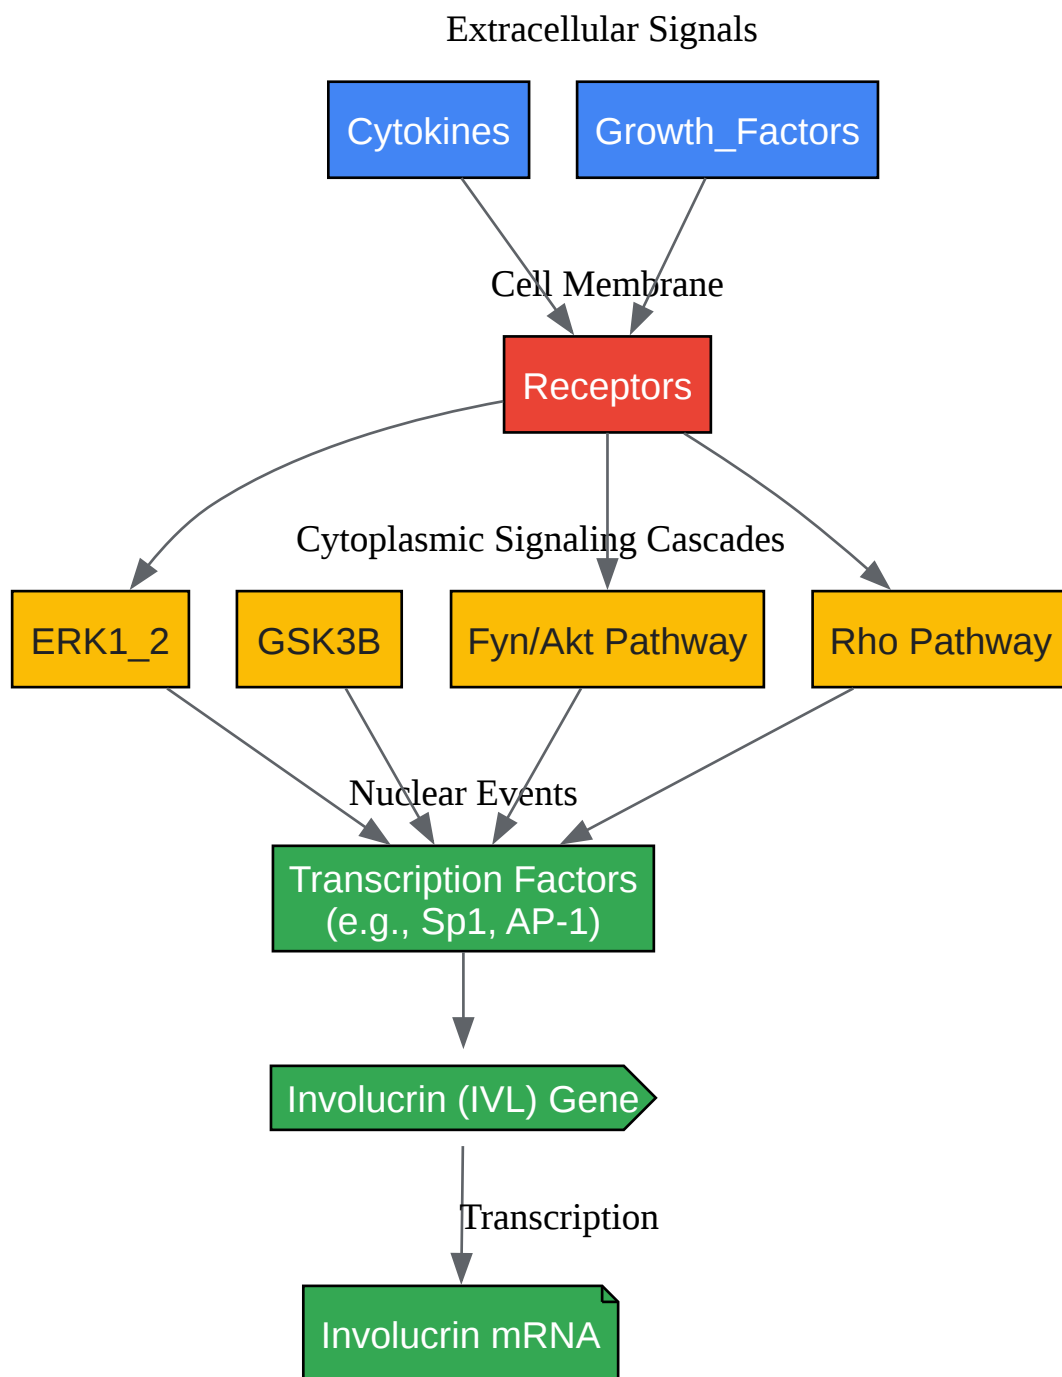 Extracellular Signals
Cytokines
Growth_Factors
Cell Membrane
Receptors
Cytoplasmic Signaling Cascades
ERK1_2
GSK3B
Fyn/Akt Pathway
Rho Pathway
Nuclear Events
Transcription Factors
(e.g., Sp1, AP-1)
Involucrin (IVL) Gene
Transcription
Involucrin mRNA